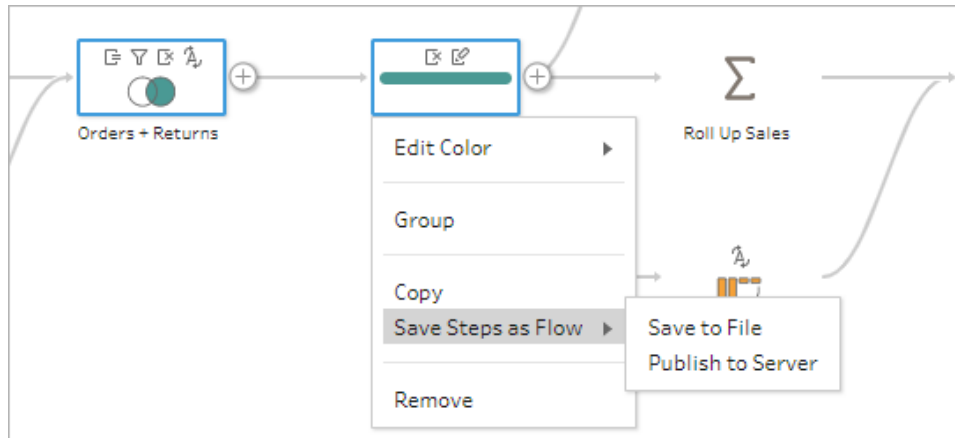 Orders + Returns
Roll Up Sales
Edit Color
Group
Copy
Save Steps as Flow
Save to File
Publish to Server
Remove